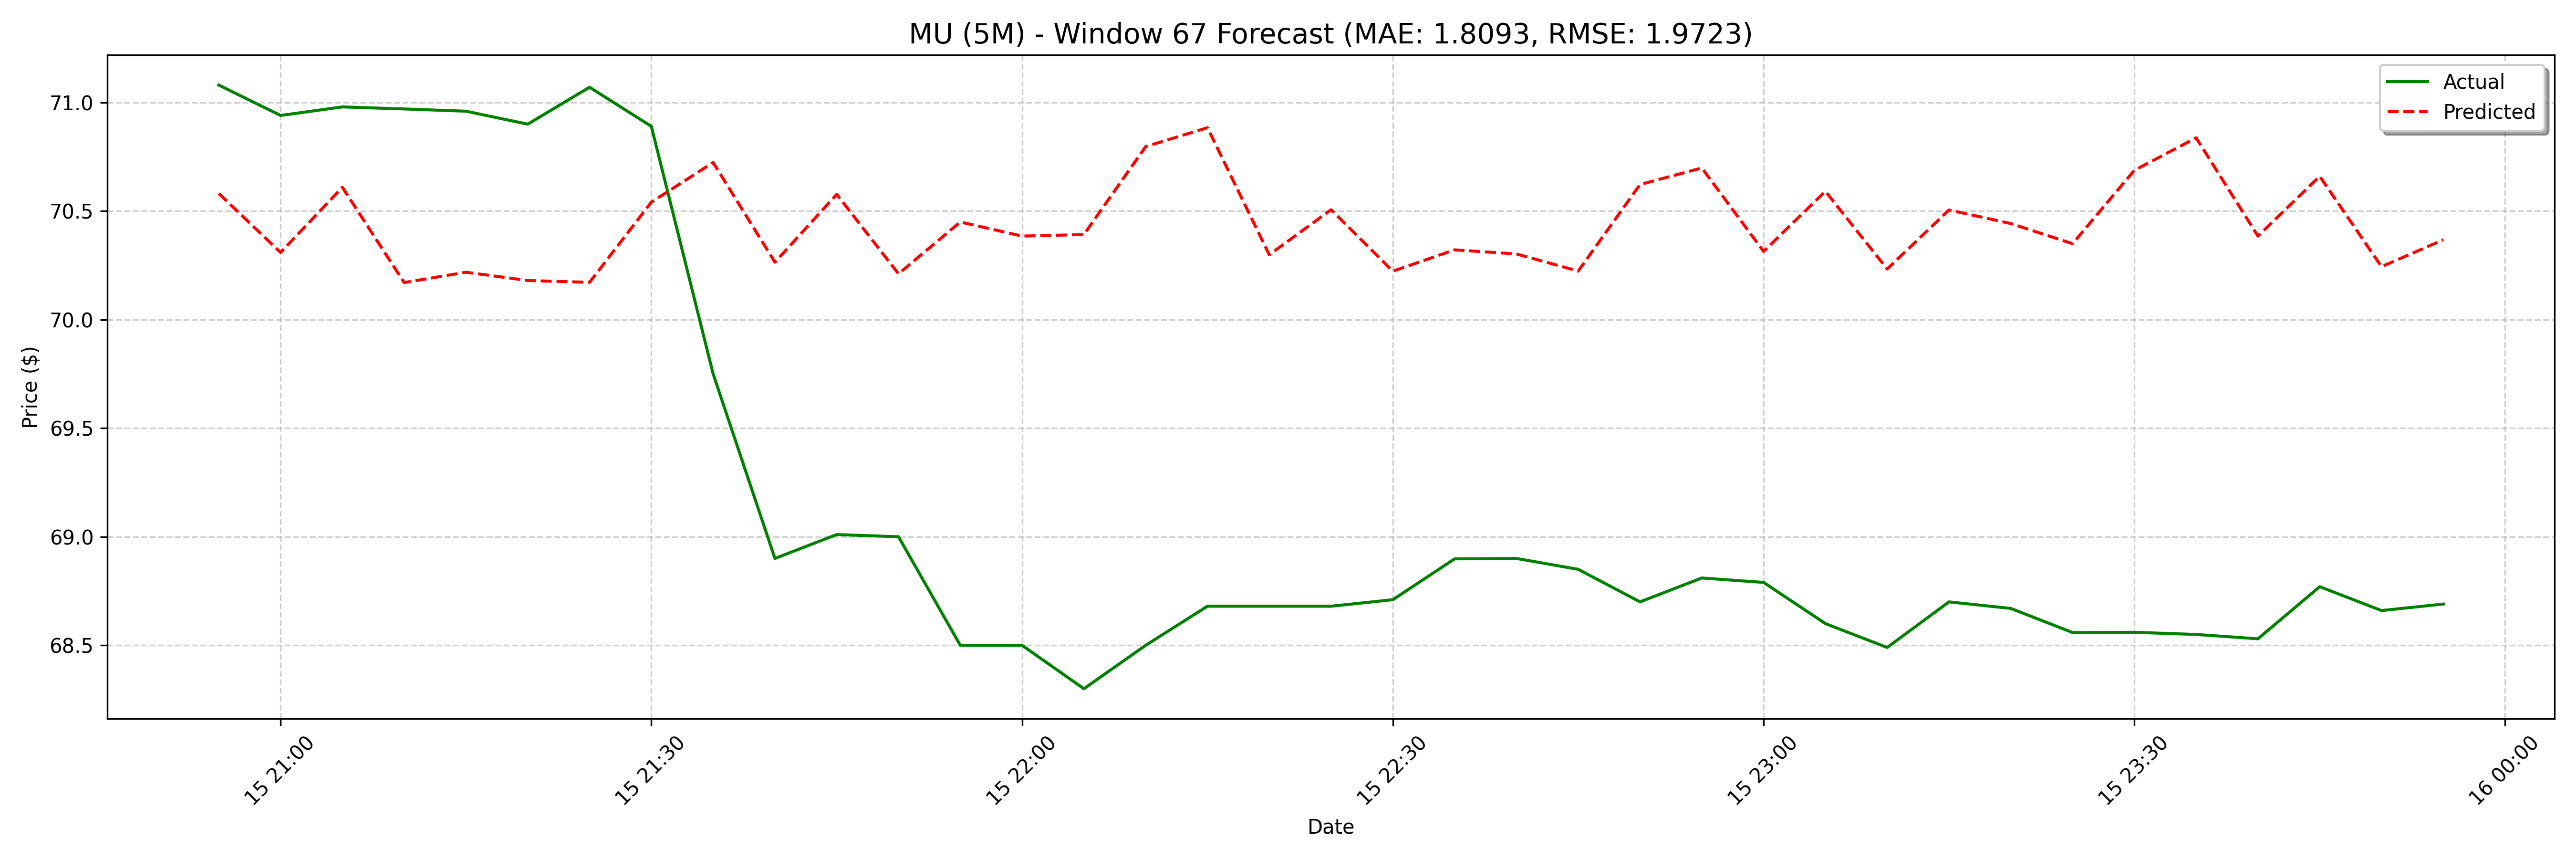 MU (5M) - Window 67 Forecast (MAE: 1.8093, RMSE: 1.9723)
Actual
Predicted
Price ($)
71.0
70.5
70.0
69.5
69.0
68.5
15 21:00
15 21:30
15 22:00
15 22:30
15 23:00
15 23:30
16 00:00
Date